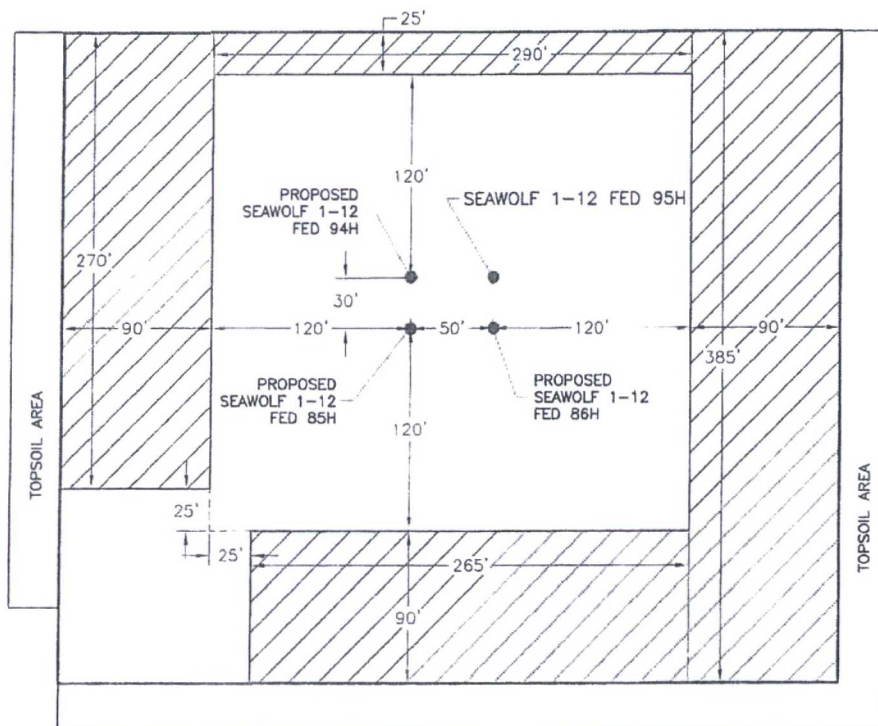 25'
290'
120'
PROPOSED
SEAWOLF 1-12
FED 94H
SEAWOLF 1-12 FED 95H
270'
30'
90'
120'
50'
120'
90'
385'
PROPOSED
SEAWOLF 1-12
FED 85H
PROPOSED
SEAWOLF 1-12
FED 86H
120'
TOPSOIL AREA
TOPSOIL AREA
25'
25'
265'
90'